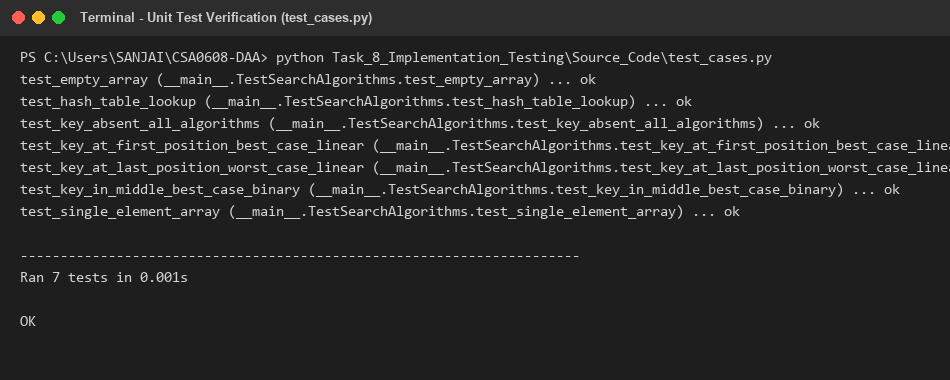 Terminal - Unit Test Verification (test_cases.py)
PS C:\Users\SANJAI\CSA0608-DAA> python Task_8_Implementation_Testing\Source_Code\test_cases.py
test_empty_array (__main__.TestSearchAlgorithms.test_empty_array) ... ok
test_hash_table_lookup (__main__.TestSearchAlgorithms.test_hash_table_lookup) ... ok
test_key_absent_all_algorithms (__main__.TestSearchAlgorithms.test_key_absent_all_algorithms) ... ok
test_key_at_first_position_best_case_linear (__main__.TestSearchAlgorithms.test_key_at_first_position_best_case_linea
test_key_at_last_position_worst_case_linear (__main__.TestSearchAlgorithms.test_key_at_last_position_worst_case_linea
test_key_in_middle_best_case_binary (__main__.TestSearchAlgorithms.test_key_in_middle_best_case_binary) ... ok
test_single_element_array (__main__.TestSearchAlgorithms.test_single_element_array) ... ok
----------------------------------------------------------------------
Ran 7 tests in 0.001s
OK